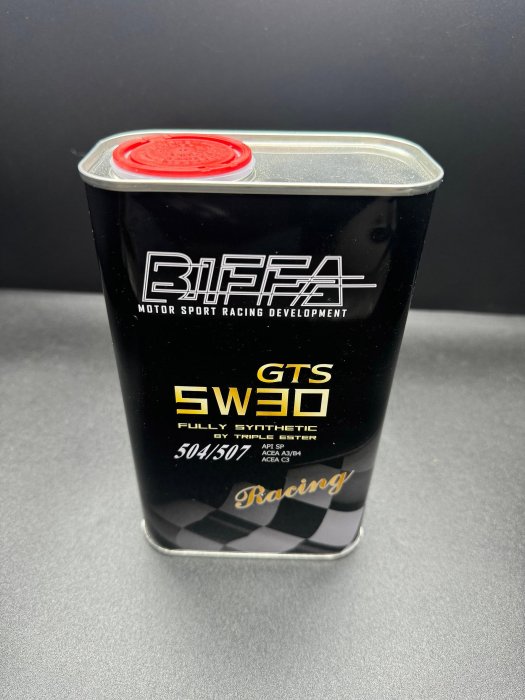 BIFFA
MOTOR SPORT RACING DEVELOPMENT
GTS
5W30
FULLY SYNTHETIC
BY TRIPLE ESTER
504/507
API SP
ACEA A3/B4
ACEA C3
Racing